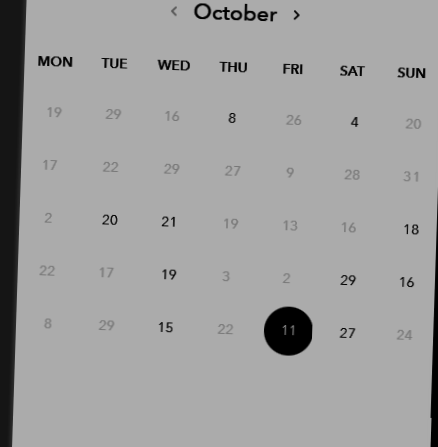 ‹ October ›
MON TUE WED THU FRI SAT SUN
19 29 16 8 26 4 20
17 22 29 27 9 28 31
2 20 21 19 13 16 18
22 17 19 3 2 29 16
8 29 15 22 11 27 24